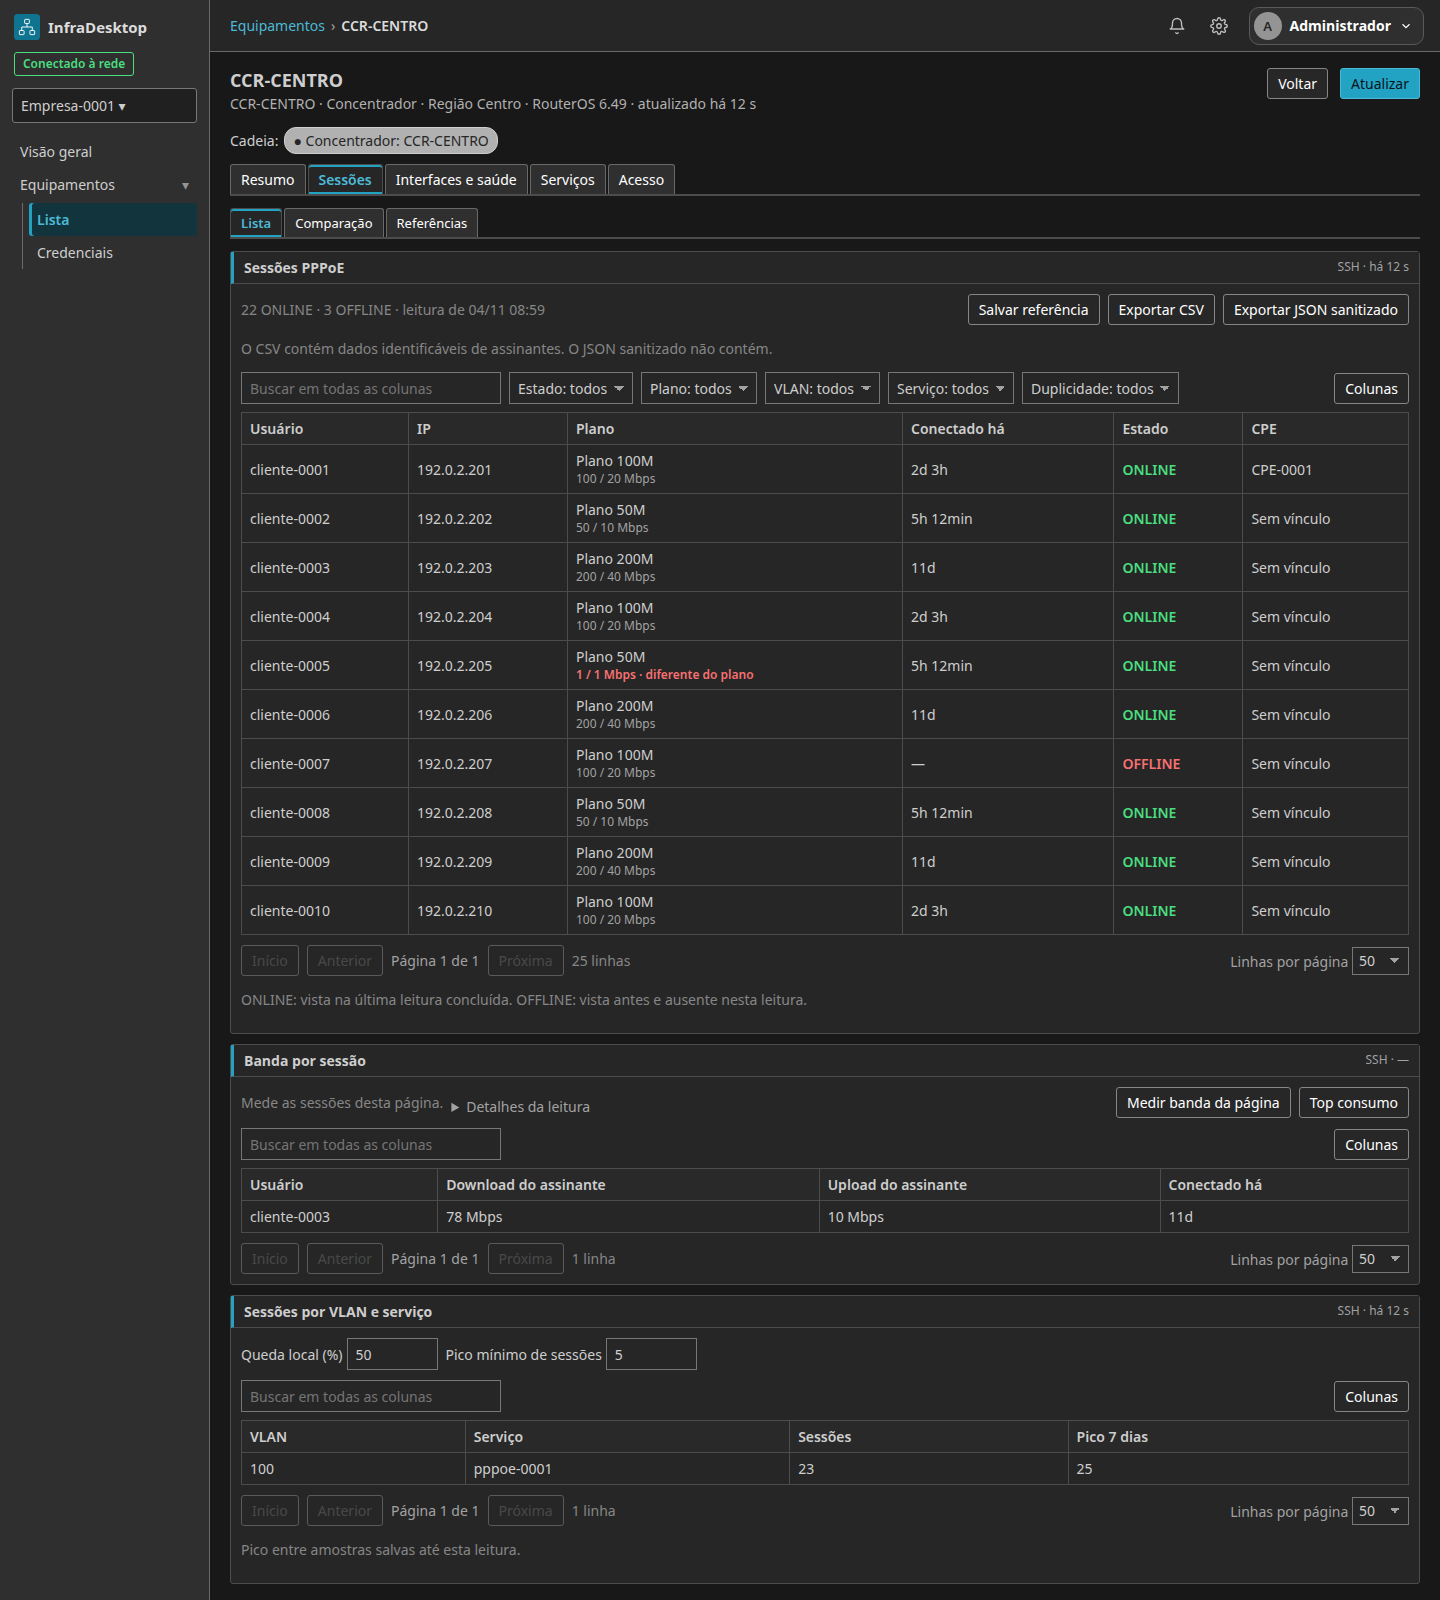 InfraDesktop
Conectado à rede
Empresa-0001 ▾
Visão geral
Equipamentos ▾
Lista
Credenciais
Equipamentos › CCR-CENTRO
A Administrador
CCR-CENTRO
CCR-CENTRO · Concentrador · Região Centro · RouterOS 6.49 · atualizado há 12 s
Voltar
Atualizar
Cadeia: ● Concentrador: CCR-CENTRO
Resumo Sessões Interfaces e saúde Serviços Acesso
Lista Comparação Referências
Sessões PPPoE SSH · há 12 s
22 ONLINE · 3 OFFLINE · leitura de 04/11 08:59 Salvar referência Exportar CSV Exportar JSON sanitizado
O CSV contém dados identificáveis de assinantes. O JSON sanitizado não contém.
Buscar em todas as colunas Estado: todos Plano: todos VLAN: todos Serviço: todos Duplicidade: todos Colunas
Usuário IP Plano Conectado há Estado CPE
cliente-0001 192.0.2.201 Plano 100M 2d 3h ONLINE CPE-0001
100 / 20 Mbps
cliente-0002 192.0.2.202 Plano 50M 5h 12min ONLINE Sem vínculo
50 / 10 Mbps
cliente-0003 192.0.2.203 Plano 200M 11d ONLINE Sem vínculo
200 / 40 Mbps
cliente-0004 192.0.2.204 Plano 100M 2d 3h ONLINE Sem vínculo
100 / 20 Mbps
cliente-0005 192.0.2.205 Plano 50M 5h 12min ONLINE Sem vínculo
1 / 1 Mbps · diferente do plano
cliente-0006 192.0.2.206 Plano 200M 11d ONLINE Sem vínculo
200 / 40 Mbps
cliente-0007 192.0.2.207 Plano 100M — OFFLINE Sem vínculo
100 / 20 Mbps
cliente-0008 192.0.2.208 Plano 50M 5h 12min ONLINE Sem vínculo
50 / 10 Mbps
cliente-0009 192.0.2.209 Plano 200M 11d ONLINE Sem vínculo
200 / 40 Mbps
cliente-0010 192.0.2.210 Plano 100M 2d 3h ONLINE Sem vínculo
100 / 20 Mbps
Início Anterior Página 1 de 1 Próxima 25 linhas Linhas por página 50
ONLINE: vista na última leitura concluída. OFFLINE: vista antes e ausente nesta leitura.
Banda por sessão SSH · —
Mede as sessões desta página. ▶ Detalhes da leitura Medir banda da página Top consumo
Buscar em todas as colunas Colunas
Usuário Download do assinante Upload do assinante Conectado há
cliente-0003 78 Mbps 10 Mbps 11d
Início Anterior Página 1 de 1 Próxima 1 linha Linhas por página 50
Sessões por VLAN e serviço SSH · há 12 s
Queda local (%) 50 Pico mínimo de sessões 5
Buscar em todas as colunas Colunas
VLAN Serviço Sessões Pico 7 dias
100 pppoe-0001 23 25
Início Anterior Página 1 de 1 Próxima 1 linha Linhas por página 50
Pico entre amostras salvas até esta leitura.